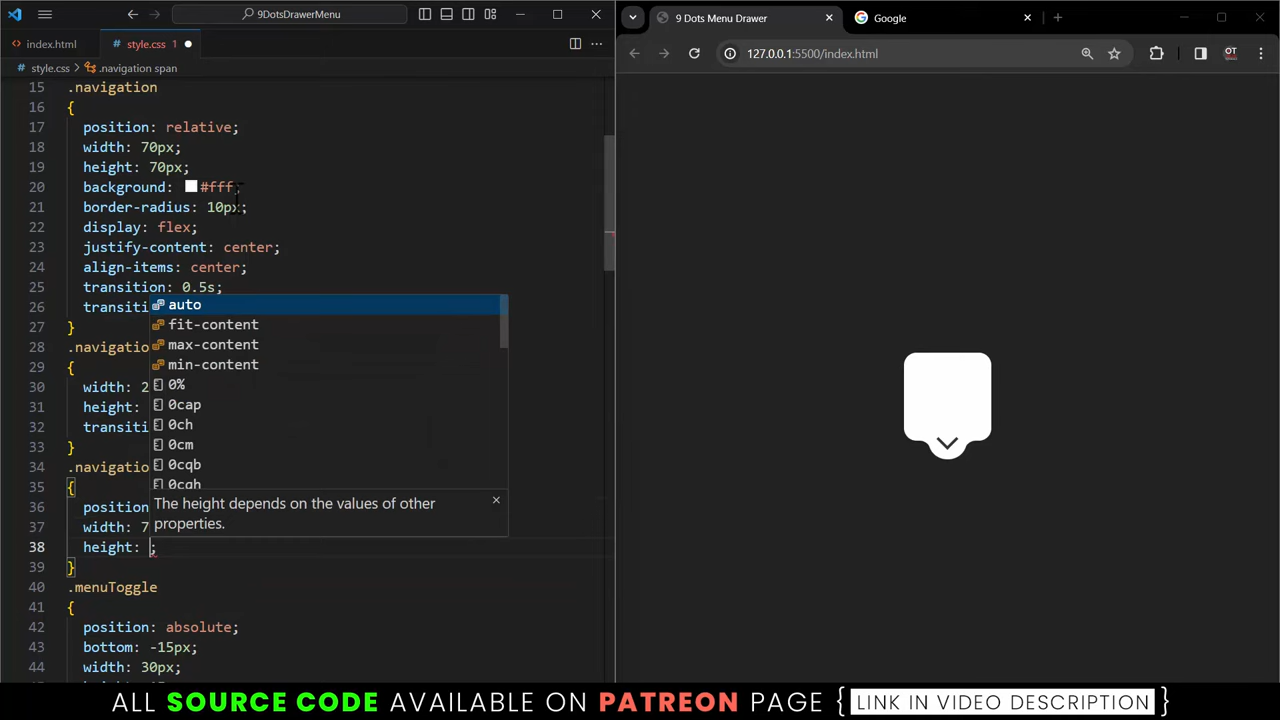 9DotsDrawerMenu
index.html
style.css 1
style.css > .navigation span
15 .navigation
16 {
17 position: relative;
18 width: 70px;
19 height: 70px;
20 background: #fff;
21 border-radius: 10px;
22 display: flex;
23 justify-content: center;
24 align-items: center;
25 transition: 0.5s;
26 transiti
27 }
28 .navigation
29 {
30 width: 2
31 height:
32 transiti
33 }
34 .navigation
35 {
36 position
37 width: 7
38 height: ;
39 }
40 .menuToggle
41 {
42 position: absolute;
43 bottom: -15px;
44 width: 30px;
auto
fit-content
max-content
min-content
0%
0cap
0ch
0cm
0cqb
0cqh
The height depends on the values of other
properties.
9 Dots Menu Drawer
Google
127.0.0.1:5500/index.html
OT
ALL SOURCE CODE AVAILABLE ON PATREON PAGE { LINK IN VIDEO DESCRIPTION }